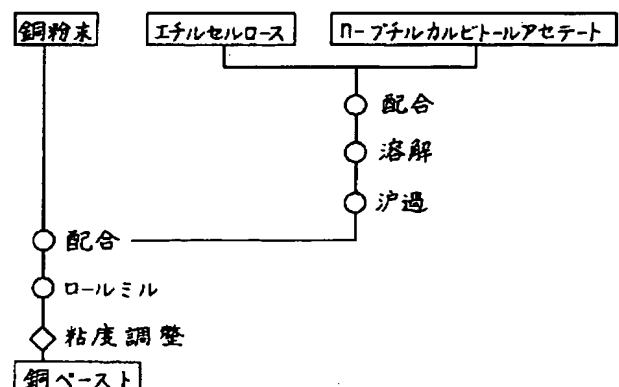 銅粉末
エチルセルロース
n-ブチルカルビトールアセテート
配合
溶解
沪過
配合
ロールミル
粘度調整
銅ペースト